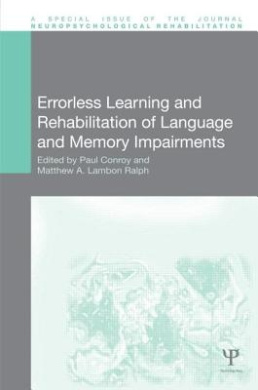 A SPECIAL ISSUE OF THE JOURNAL
NEUROPSYCHOLOGICAL REHABILITATION
Errorless Learning and
Rehabilitation of Language
and Memory Impairments
Edited by Paul Conroy and
Matthew A. Lambon Ralph
Ψ